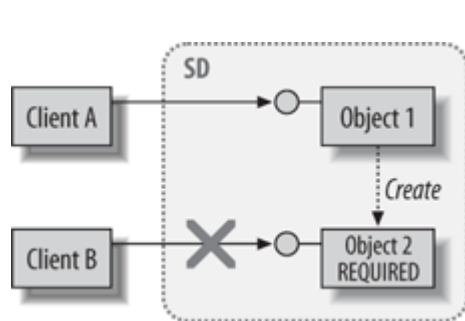 SD
Client A
Object 1
Create
Client B
Object 2
REQUIRED